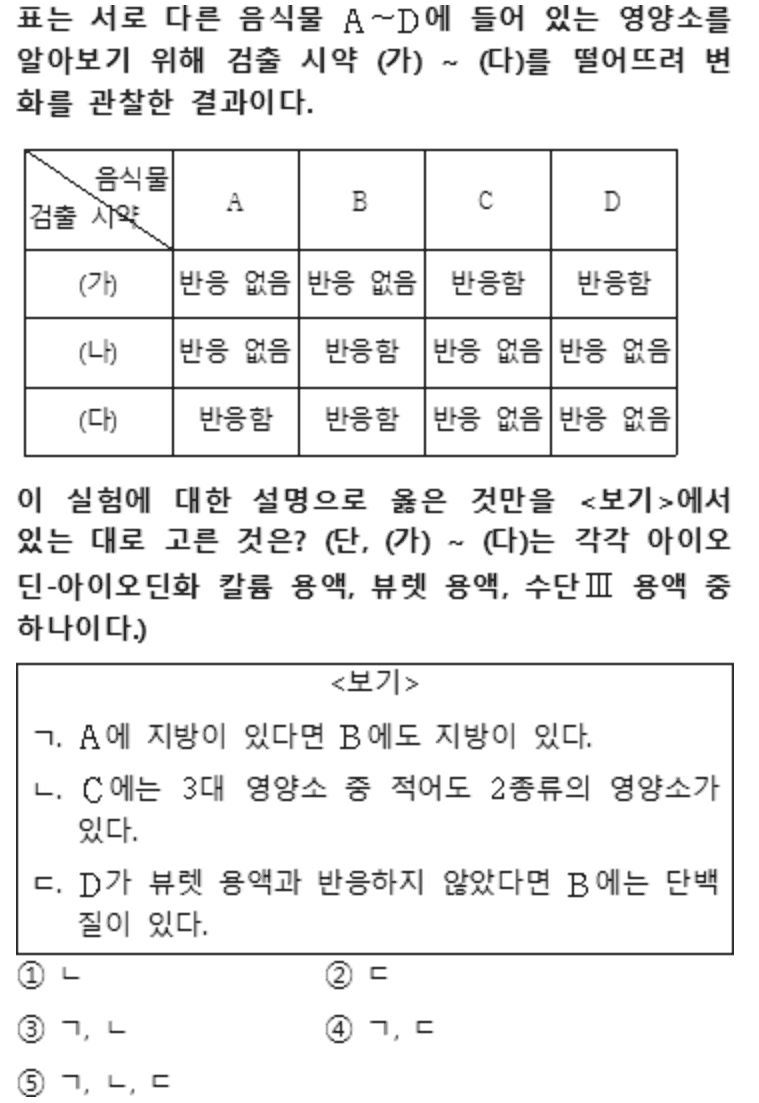 표는 서로 다른 음식물 A~D에 들어 있는 영양소를
알아보기 위해 검출 시약 (가) ~ (다)를 떨어뜨려 변
화를 관찰한 결과이다.
음식물
검출 시약
A B C D
(가) 반응 없음 반응 없음 반응함 반응함
(나) 반응 없음 반응함 반응 없음 반응 없음
(다) 반응함 반응함 반응 없음 반응 없음
이 실험에 대한 설명으로 옳은 것만을 <보기>에서
있는 대로 고른 것은? (단, (가) ~ (다)는 각각 아이오
딘-아이오딘화 칼륨 용액, 뷰렛 용액, 수단Ⅲ 용액 중
하나이다.)
<보기>
ㄱ. A에 지방이 있다면 B에도 지방이 있다.
ㄴ. C에는 3대 영양소 중 적어도 2종류의 영양소가
있다.
ㄷ. D가 뷰렛 용액과 반응하지 않았다면 B에는 단백
질이 있다.
① ㄴ ② ㄷ
③ ㄱ, ㄴ ④ ㄱ, ㄷ
⑤ ㄱ, ㄴ, ㄷ